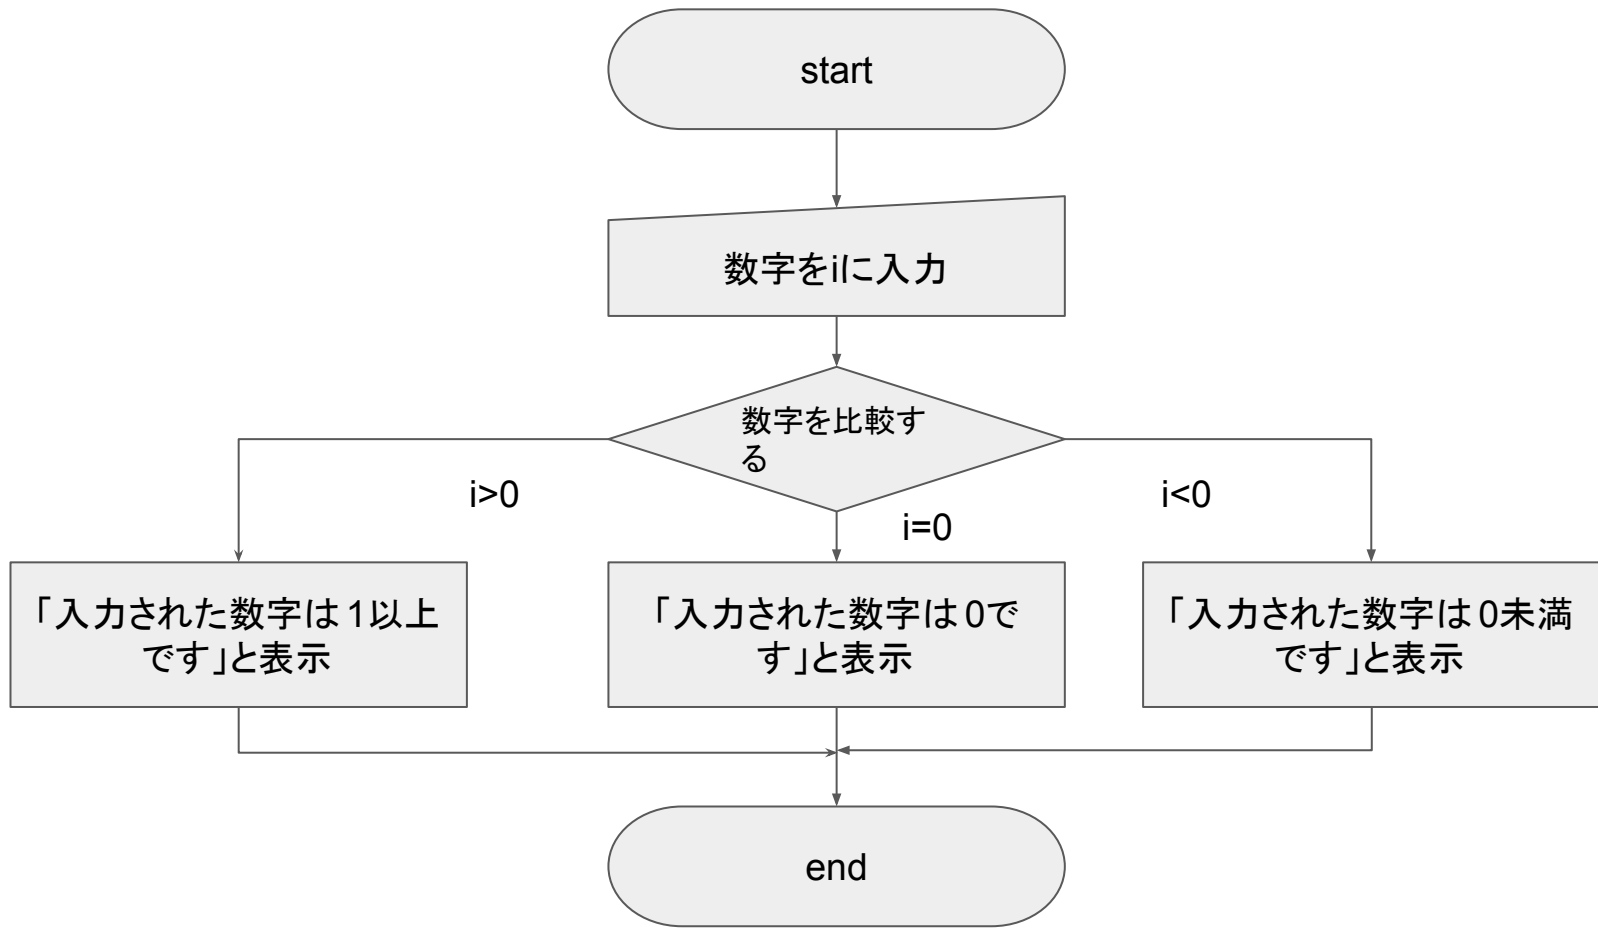 start
数字をiに入力
数字を比較す
る
i>0
i=0
i<0
「入力された数字は1以上
です」と表示
「入力された数字は0で
す」と表示
「入力された数字は0未満
です」と表示
end